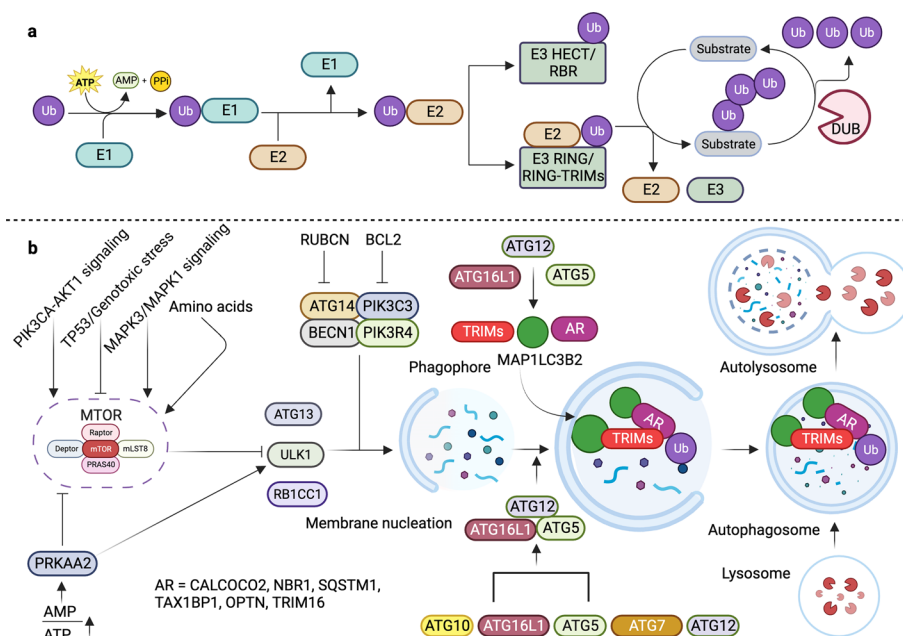 a
Ub
ATP
AMP + PPi
E1
Ub E1
E1
E2
Ub E2
Ub
E3 HECT/
RBR
E2 Ub
E3 RING/
RING-TRIMs
E2 E3
Substrate
Ub Ub
Ub
Substrate
Ub Ub Ub
DUB
b
PIK3CA-AKT1 signaling
TP53/Genotoxic stress
MAPK3/MAPK1 signaling
Amino acids
MTOR
Raptor
Deptor mTOR mLST8
PRAS40
PRKAA2
AMP
ATP
ATG13
ULK1
RB1CC1
RUBCN BCL2
ATG14 PIK3C3
BECN1 PIK3R4
Membrane nucleation
Phagophore
ATG12
ATG16L1 ATG5
TRIMs AR
MAP1LC3B2
ATG12
ATG16L1 ATG5
ATG10 ATG16L1 ATG5 ATG7 ATG12
AR
TRIMs
Ub
AR
TRIMs
Ub
Autolysosome
Autophagosome
Lysosome
AR = CALCOCO2, NBR1, SQSTM1,
TAX1BP1, OPTN, TRIM16